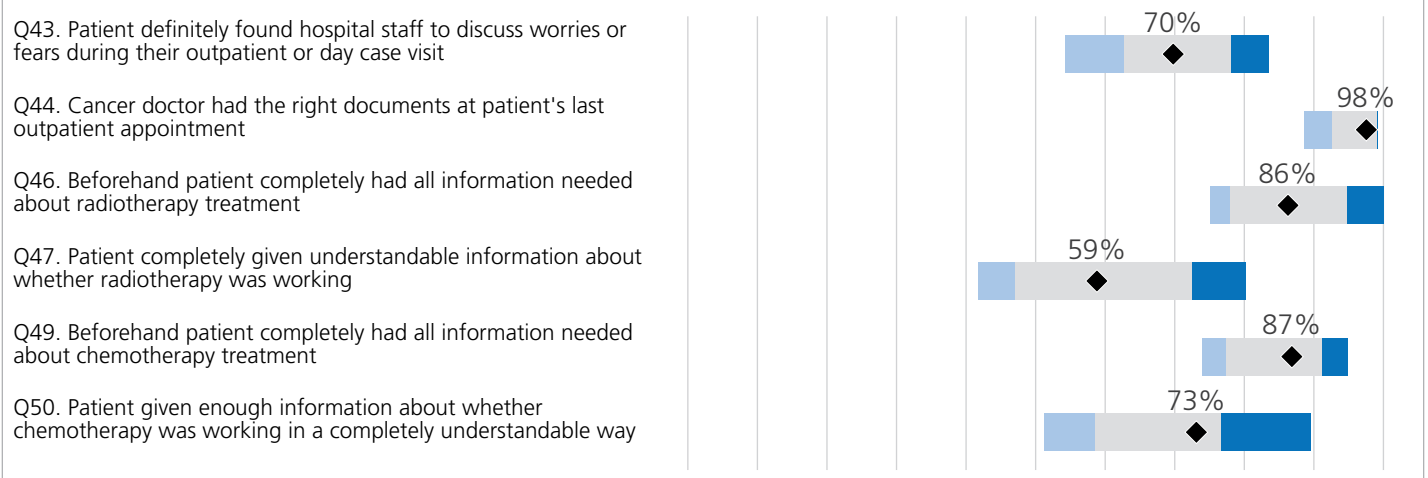 Q43. Patient definitely found hospital staff to discuss worries or
fears during their outpatient or day case visit
70%
Q44. Cancer doctor had the right documents at patient's last
outpatient appointment
98%
Q46. Beforehand patient completely had all information needed
about radiotherapy treatment
86%
Q47. Patient completely given understandable information about
whether radiotherapy was working
59%
Q49. Beforehand patient completely had all information needed
about chemotherapy treatment
87%
Q50. Patient given enough information about whether
chemotherapy was working in a completely understandable way
73%